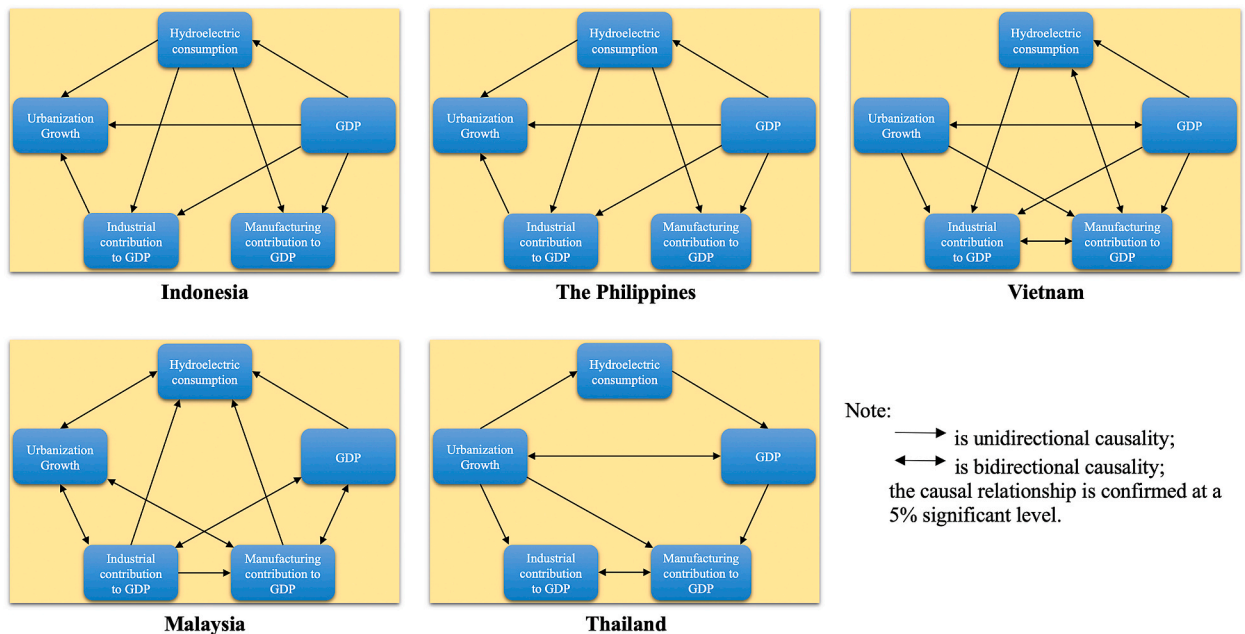 Hydroelectric
consumption
Urbanization
Growth
GDP
Industrial
contribution
to GDP
Manufacturing
contribution to
GDP
Indonesia
Hydroelectric
consumption
Urbanization
Growth
GDP
Industrial
contribution
to GDP
Manufacturing
contribution to
GDP
The Philippines
Hydroelectric
consumption
Urbanization
Growth
GDP
Industrial
contribution
to GDP
Manufacturing
contribution to
GDP
Vietnam
Hydroelectric
consumption
Urbanization
Growth
GDP
Industrial
contribution
to GDP
Manufacturing
contribution to
GDP
Malaysia
Hydroelectric
consumption
Urbanization
Growth
GDP
Industrial
contribution
to GDP
Manufacturing
contribution to
GDP
Thailand
Note:
is unidirectional causality;
is bidirectional causality;
the causal relationship is confirmed at a
5% significant level.